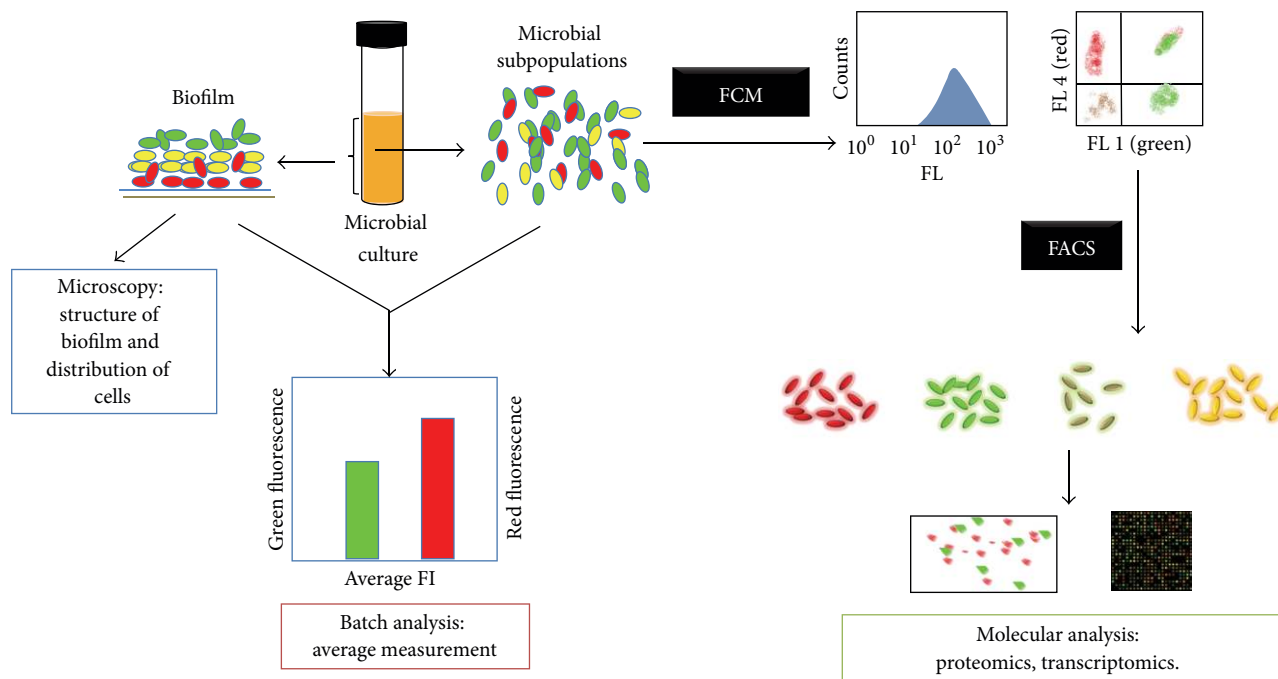 Biofilm
Microbial
subpopulations
Microbial
culture
FCM
Counts
10^0 10^1 10^2 10^3
FL
FL 4 (red)
FL 1 (green)
FACS
Microscopy:
structure of
biofilm and
distribution of
cells
Green fluorescence
Red fluorescence
Average FI
Batch analysis:
average measurement
Molecular analysis:
proteomics, transcriptomics.